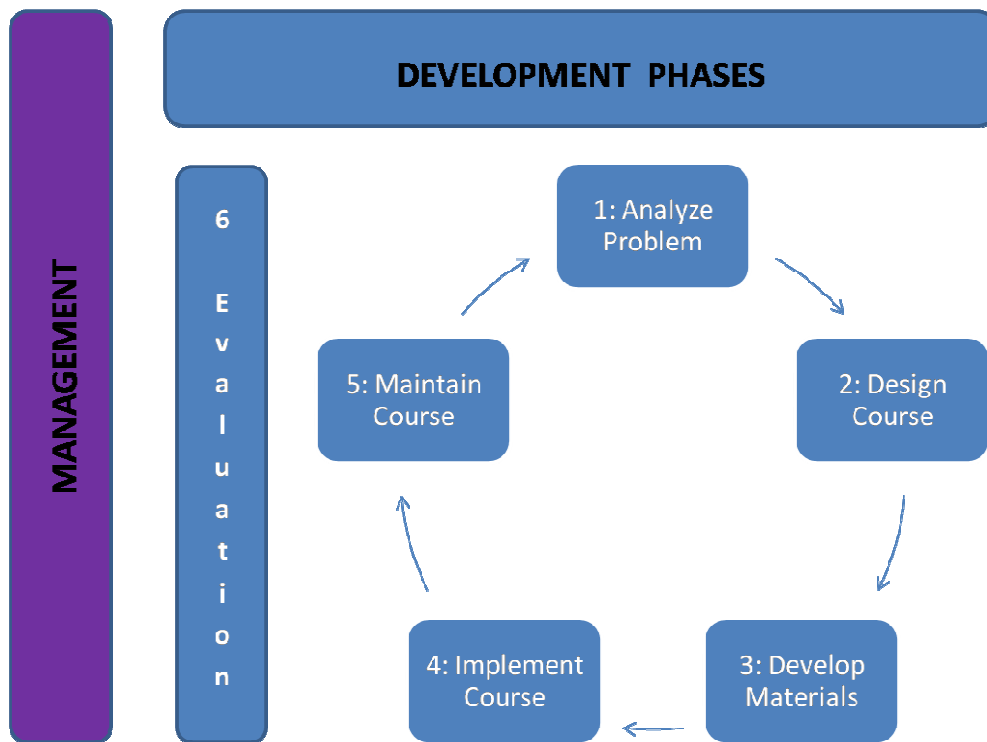 MANAGEMENT
DEVELOPMENT PHASES
6 Evaluation
1: Analyze
Problem
2: Design
Course
3: Develop
Materials
4: Implement
Course
5: Maintain
Course